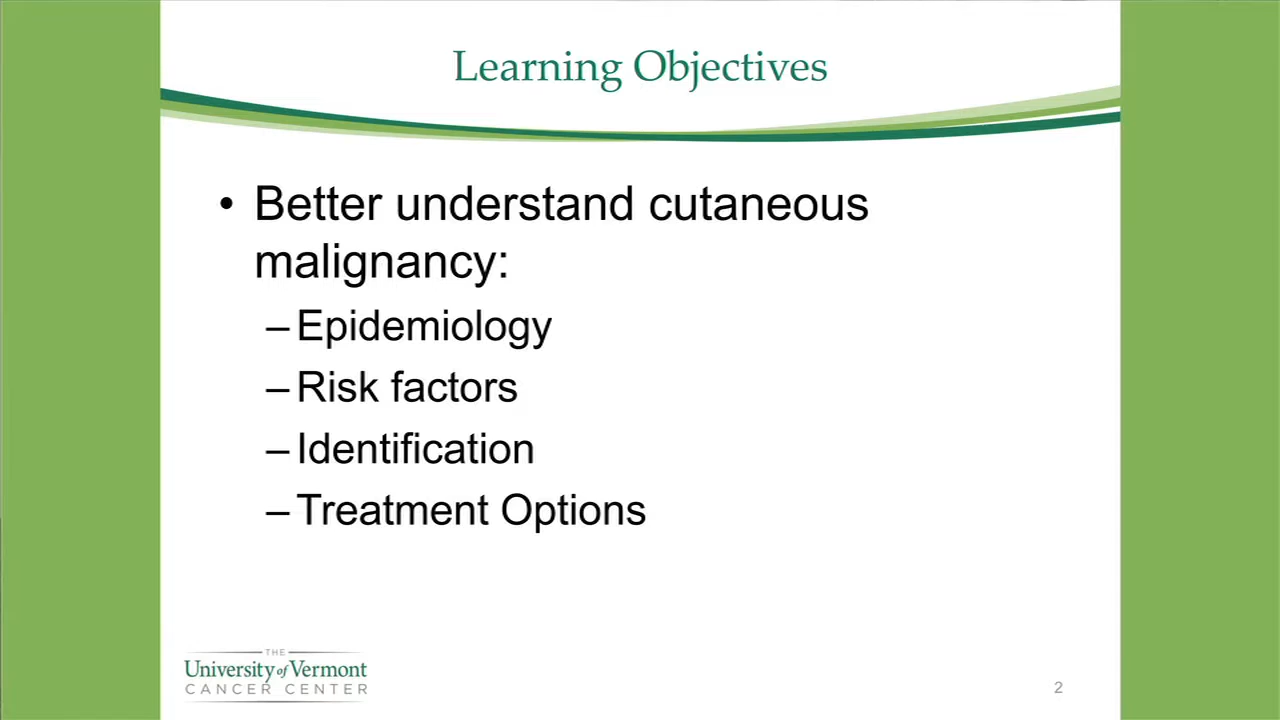 Learning Objectives
• Better understand cutaneous
malignancy:
– Epidemiology
– Risk factors
– Identification
– Treatment Options
THE
University of Vermont
CANCER CENTER
2